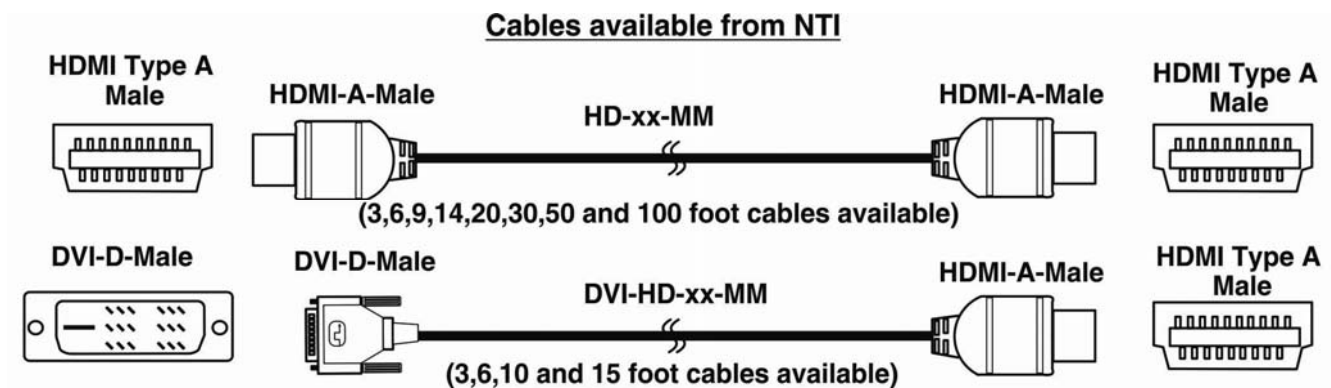 Cables available from NTI
HDMI Type A
Male
HDMI-A-Male
HD-xx-MM
HDMI-A-Male
HDMI Type A
Male
(3,6,9,14,20,30,50 and 100 foot cables available)
DVI-D-Male
DVI-D-Male
DVI-HD-xx-MM
HDMI-A-Male
HDMI Type A
Male
(3,6,10 and 15 foot cables available)